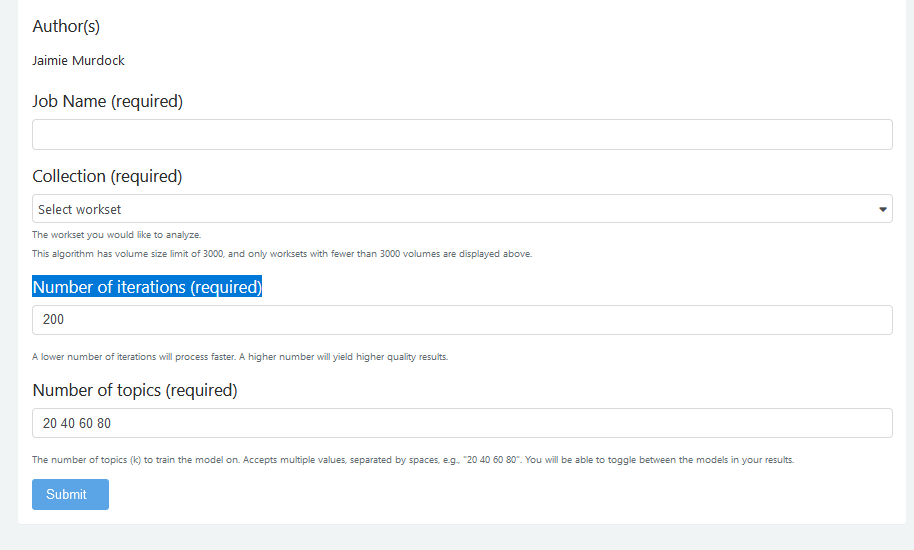 Author(s)
Jaimie Murdock
Job Name (required)
Collection (required)
Select workset
The workset you would like to analyze.
This algorithm has volume size limit of 3000, and only worksets with fewer than 3000 volumes are displayed above.
Number of iterations (required)
200
A lower number of iterations will process faster. A higher number will yield higher quality results.
Number of topics (required)
20 40 60 80
The number of topics (k) to train the model on. Accepts multiple values, separated by spaces, e.g., "20 40 60 80". You will be able to toggle between the models in your results.
Submit